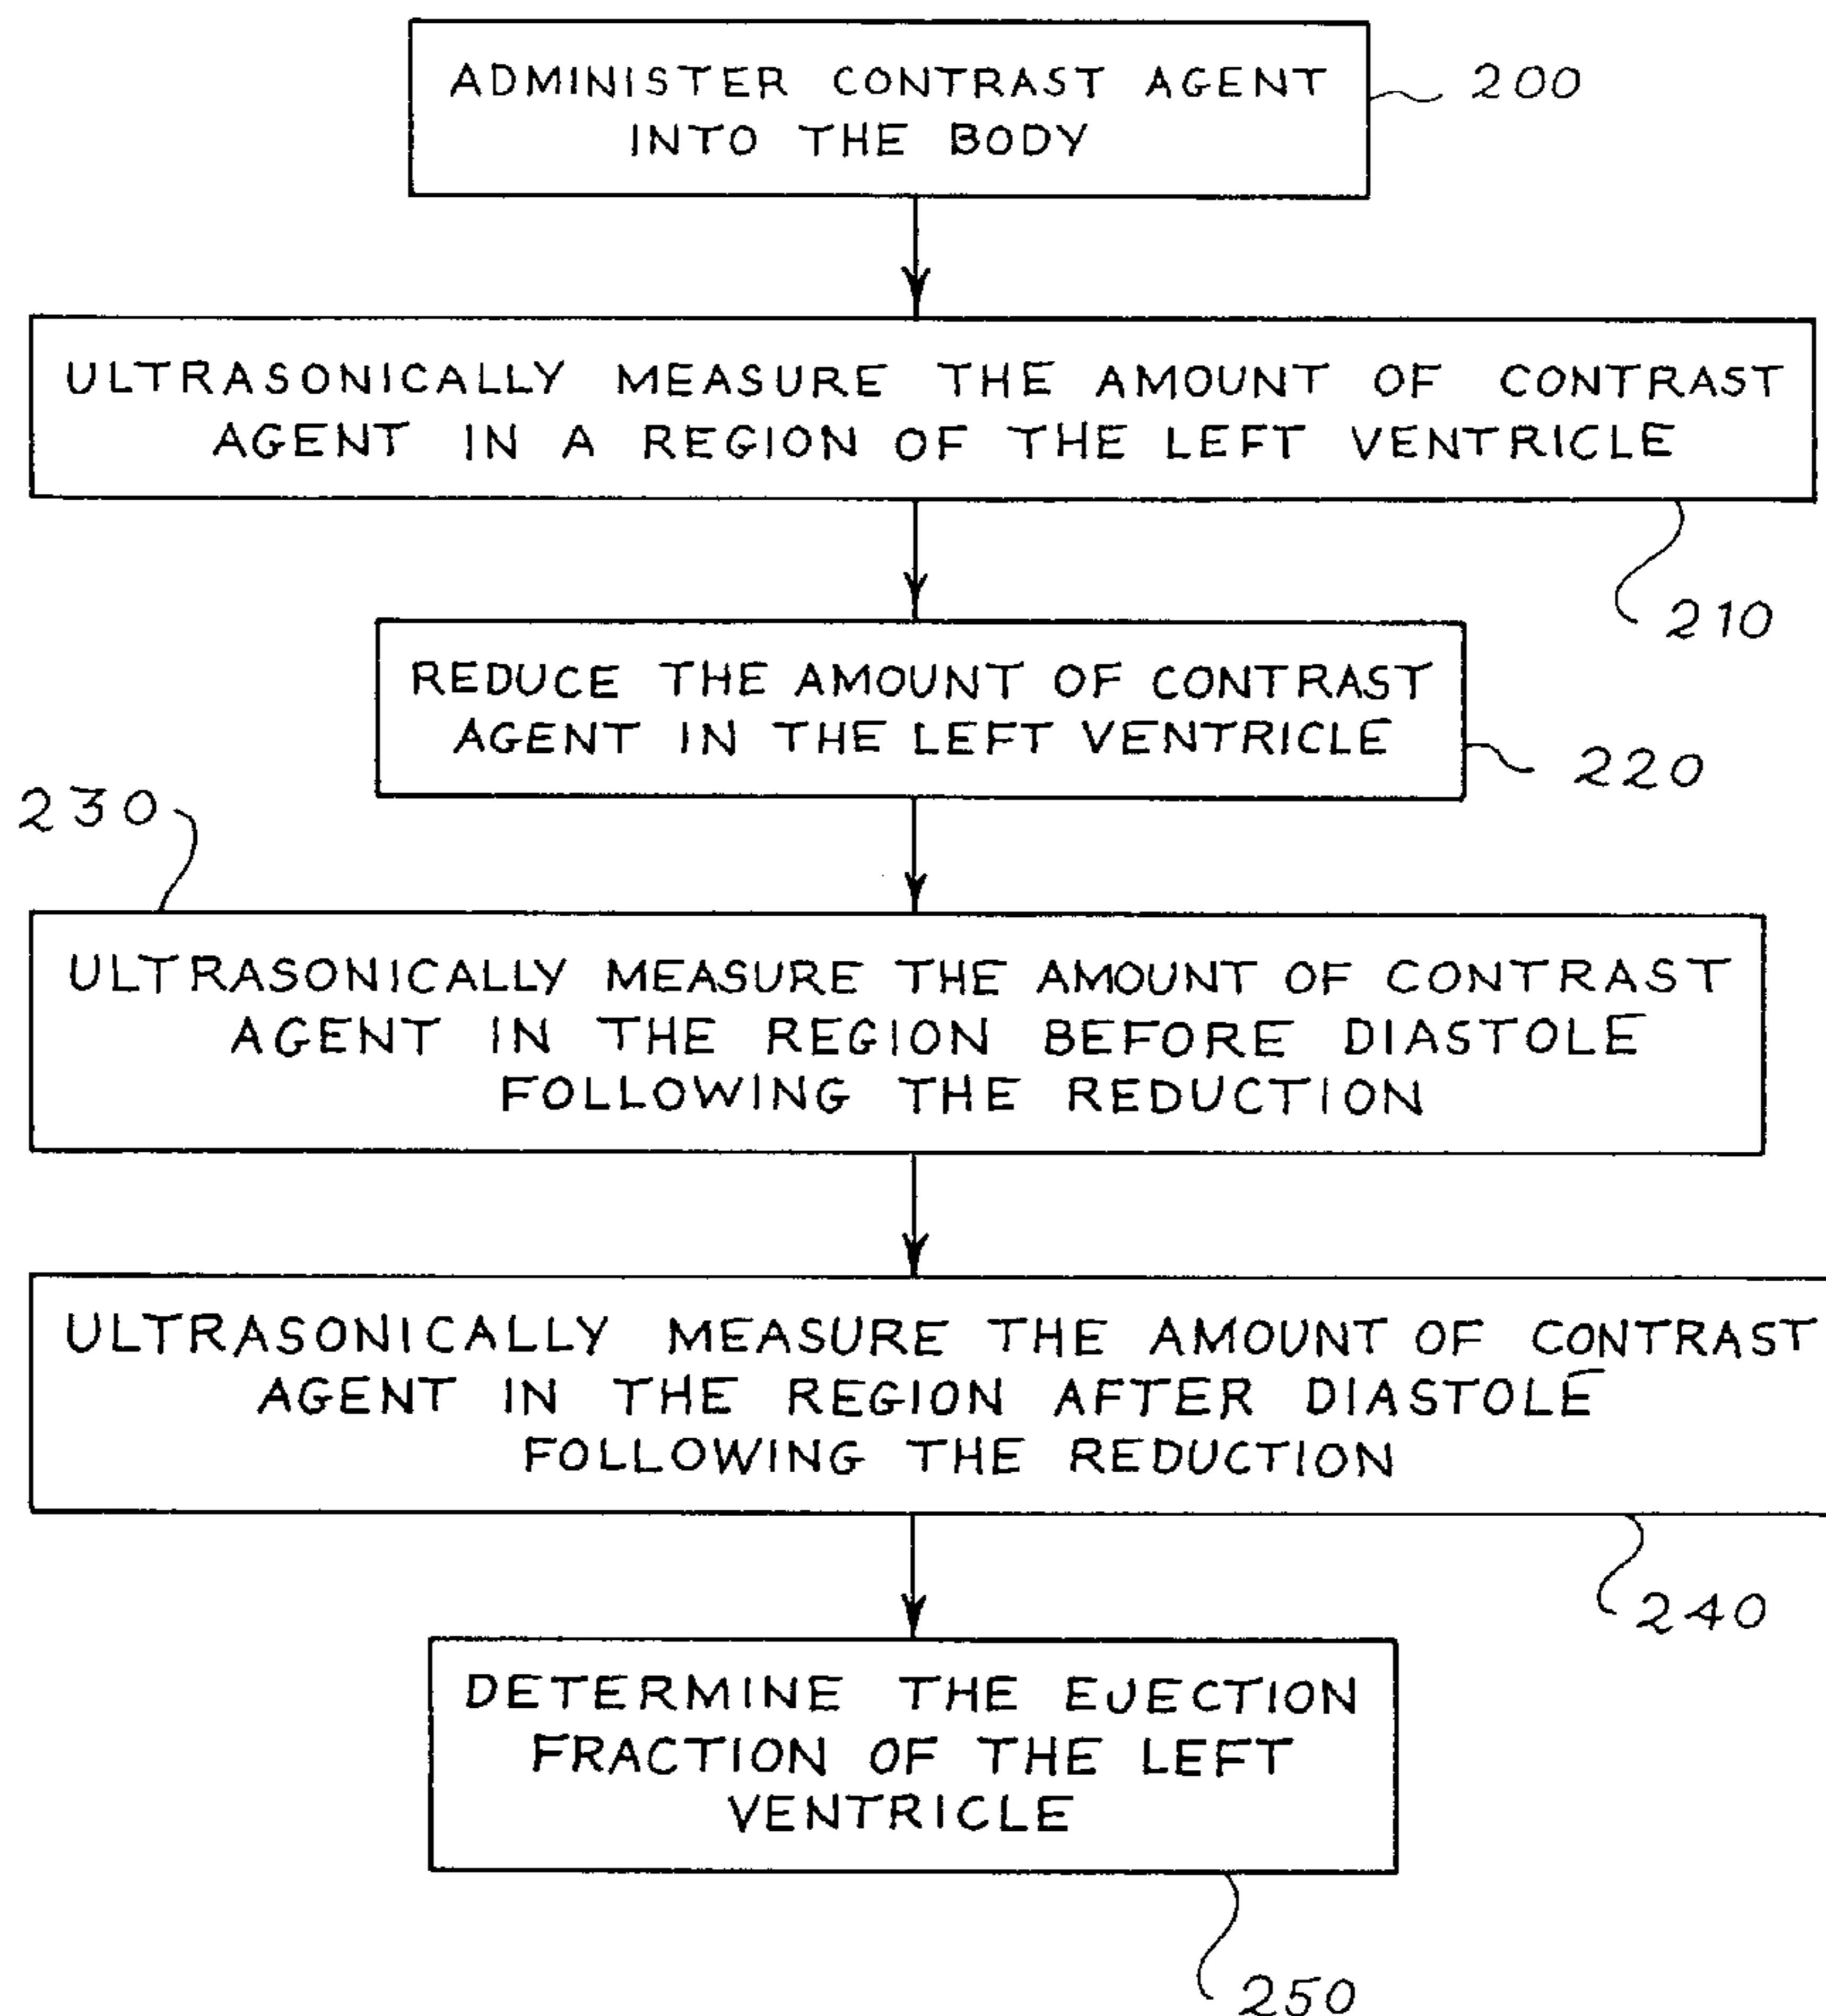 ADMINISTER CONTRAST AGENT
INTO THE BODY
200
ULTRASONICALLY MEASURE THE AMOUNT OF CONTRAST
AGENT IN A REGION OF THE LEFT VENTRICLE
210
REDUCE THE AMOUNT OF CONTRAST
AGENT IN THE LEFT VENTRICLE
220
230
ULTRASONICALLY MEASURE THE AMOUNT OF CONTRAST
AGENT IN THE REGION BEFORE DIASTOLE
FOLLOWING THE REDUCTION
ULTRASONICALLY MEASURE THE AMOUNT OF CONTRAST
AGENT IN THE REGION AFTER DIASTOLE
FOLLOWING THE REDUCTION
240
DETERMINE THE EJECTION
FRACTION OF THE LEFT
VENTRICLE
250